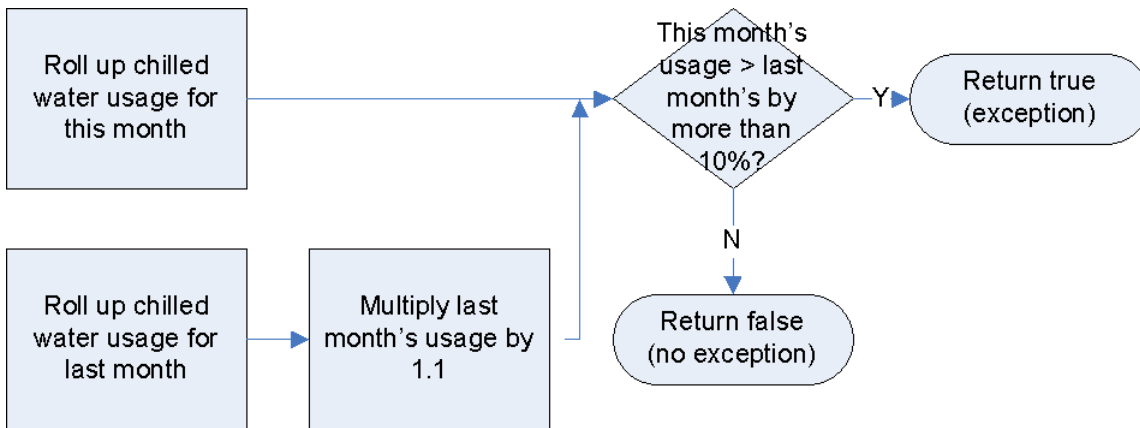 Roll up chilled
water usage for
this month
This month’s
usage > last
month’s by
more than
10%?
Y
Return true
(exception)
N
Roll up chilled
water usage for
last month
Multiply last
month’s usage by
1.1
Return false
(no exception)